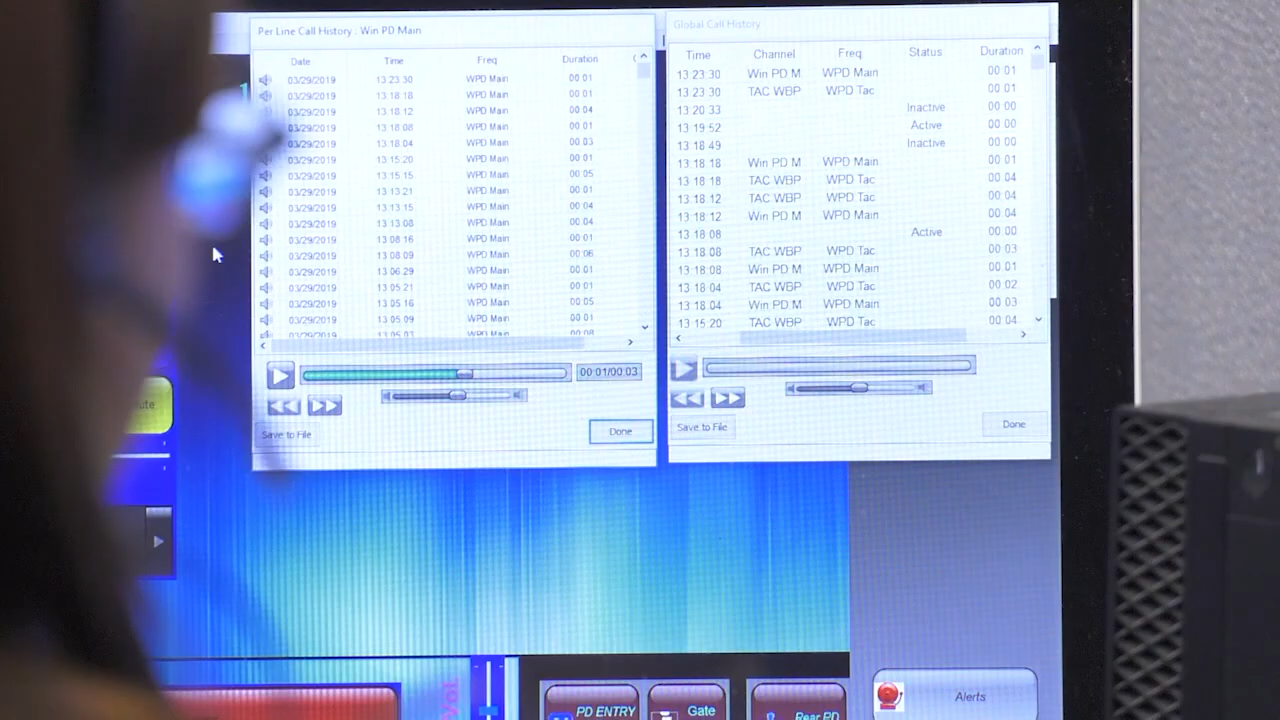 Per Line Call History : Win PD Main
Date Time Freq Duration
03/29/2019 13 23 30 WPD Main 00 01
03/29/2019 13 18 18 WPD Main 00 01
03/29/2019 13 18 12 WPD Main 00 04
03/29/2019 13 18 08 WPD Main 00 01
03/29/2019 13 18 04 WPD Main 00 03
03/29/2019 13 15 20 WPD Main 00 01
03/29/2019 13 15 15 WPD Main 00 05
03/29/2019 13 13 21 WPD Main 00 01
03/29/2019 13 13 15 WPD Main 00 04
03/29/2019 13 13 08 WPD Main 00 04
03/29/2019 13 08 16 WPD Main 00 01
03/29/2019 13 08 09 WPD Main 00 06
03/29/2019 13 06 29 WPD Main 00 01
03/29/2019 13 05 21 WPD Main 00 01
03/29/2019 13 05 16 WPD Main 00 05
03/29/2019 13 05 09 WPD Main 00 01
03/29/2019 13 05 03 WPD Main 00 08
00:01/00:03
Save to File
Done
Global Call History
Time Channel Freq Status Duration
13 23 30 Win PD M WPD Main 00 01
13 23 30 TAC WBP WPD Tac 00 01
13 20 33 Inactive 00 00
13 19 52 Active 00 00
13 18 49 Inactive 00 00
13 18 18 Win PD M WPD Main 00 01
13 18 18 TAC WBP WPD Tac 00 04
13 18 12 TAC WBP WPD Tac 00 04
13 18 12 Win PD M WPD Main 00 04
13 18 08 Active 00 00
13 18 08 TAC WBP WPD Tac 00 03
13 18 08 Win PD M WPD Main 00 01
13 18 04 TAC WBP WPD Tac 00 02
13 18 04 Win PD M WPD Main 00 03
13 15 20 TAC WBP WPD Tac 00 04
Save to File
Done
Vol
PD ENTRY
Gate
Rear PD
Alerts